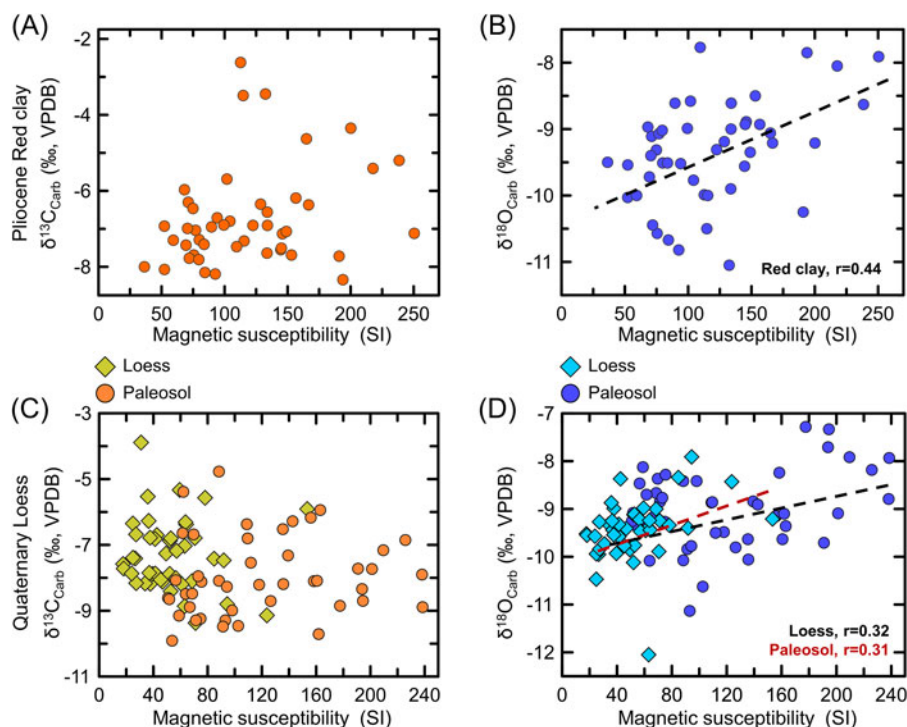 (A)
-2
-4
-6
-8
Pliocene Red clay
δ13CCarb (‰, VPDB)
0 50 100 150 200 250
Magnetic susceptibility (SI)
(B)
-8
-9
-10
-11
δ18OCarb (‰, VPDB)
Red clay, r=0.44
0 50 100 150 200 250
Magnetic susceptibility (SI)
Loess
Paleosol
Loess
Paleosol
(C)
-3
-5
-7
-9
-11
Quaternary Loess
δ13CCarb (‰, VPDB)
0 40 80 120 160 200 240
Magnetic susceptibility (SI)
(D)
-7
-8
-9
-10
-11
-12
δ18OCarb (‰, VPDB)
Loess, r=0.32
Paleosol, r=0.31
0 40 80 120 160 200 240
Magnetic susceptibility (SI)